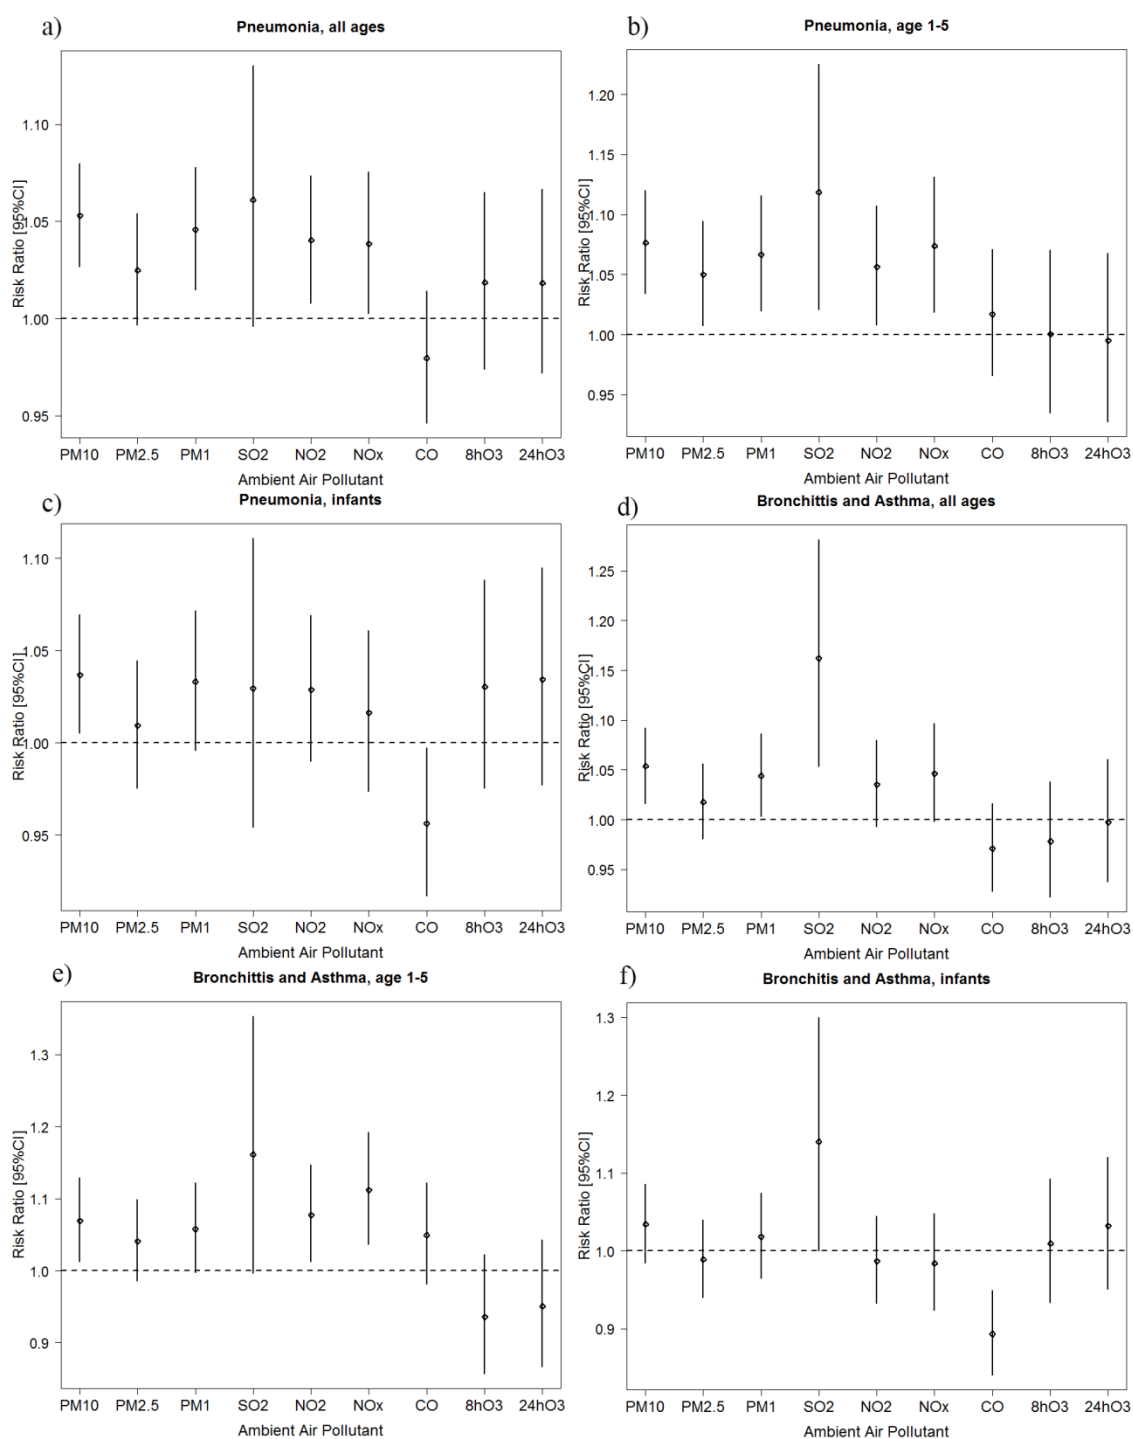 a)
Pneumonia, all ages
Risk Ratio [95%CI]
1.10
1.05
1.00
0.95
PM10 PM2.5 PM1 SO2 NO2 NOx CO 8hO3 24hO3
Ambient Air Pollutant
b)
Pneumonia, age 1-5
Risk Ratio [95%CI]
1.20
1.15
1.10
1.05
1.00
0.95
PM10 PM2.5 PM1 SO2 NO2 NOx CO 8hO3 24hO3
Ambient Air Pollutant
c)
Pneumonia, infants
Risk Ratio [95%CI]
1.10
1.05
1.00
0.95
PM10 PM2.5 PM1 SO2 NO2 NOx CO 8hO3 24hO3
Ambient Air Pollutant
d)
Bronchittis and Asthma, all ages
Risk Ratio [95%CI]
1.25
1.20
1.15
1.10
1.05
1.00
0.95
PM10 PM2.5 PM1 SO2 NO2 NOx CO 8hO3 24hO3
Ambient Air Pollutant
e)
Bronchittis and Asthma, age 1-5
Risk Ratio [95%CI]
1.3
1.2
1.1
1.0
0.9
PM10 PM2.5 PM1 SO2 NO2 NOx CO 8hO3 24hO3
Ambient Air Pollutant
f)
Bronchitis and Asthma, infants
Risk Ratio [95%CI]
1.3
1.2
1.1
1.0
0.9
PM10 PM2.5 PM1 SO2 NO2 NOx CO 8hO3 24hO3
Ambient Air Pollutant